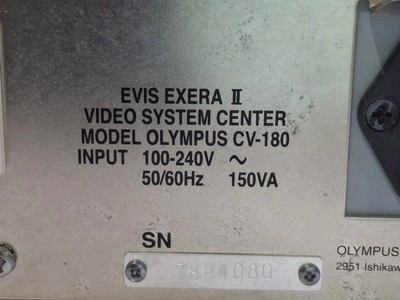 EVIS EXERA II
VIDEO SYSTEM CENTER
MODEL OLYMPUS CV-180
INPUT 100-240V ~
50/60Hz 150VA
SN
7884080
OLYMPUS
2951 Ishikaw